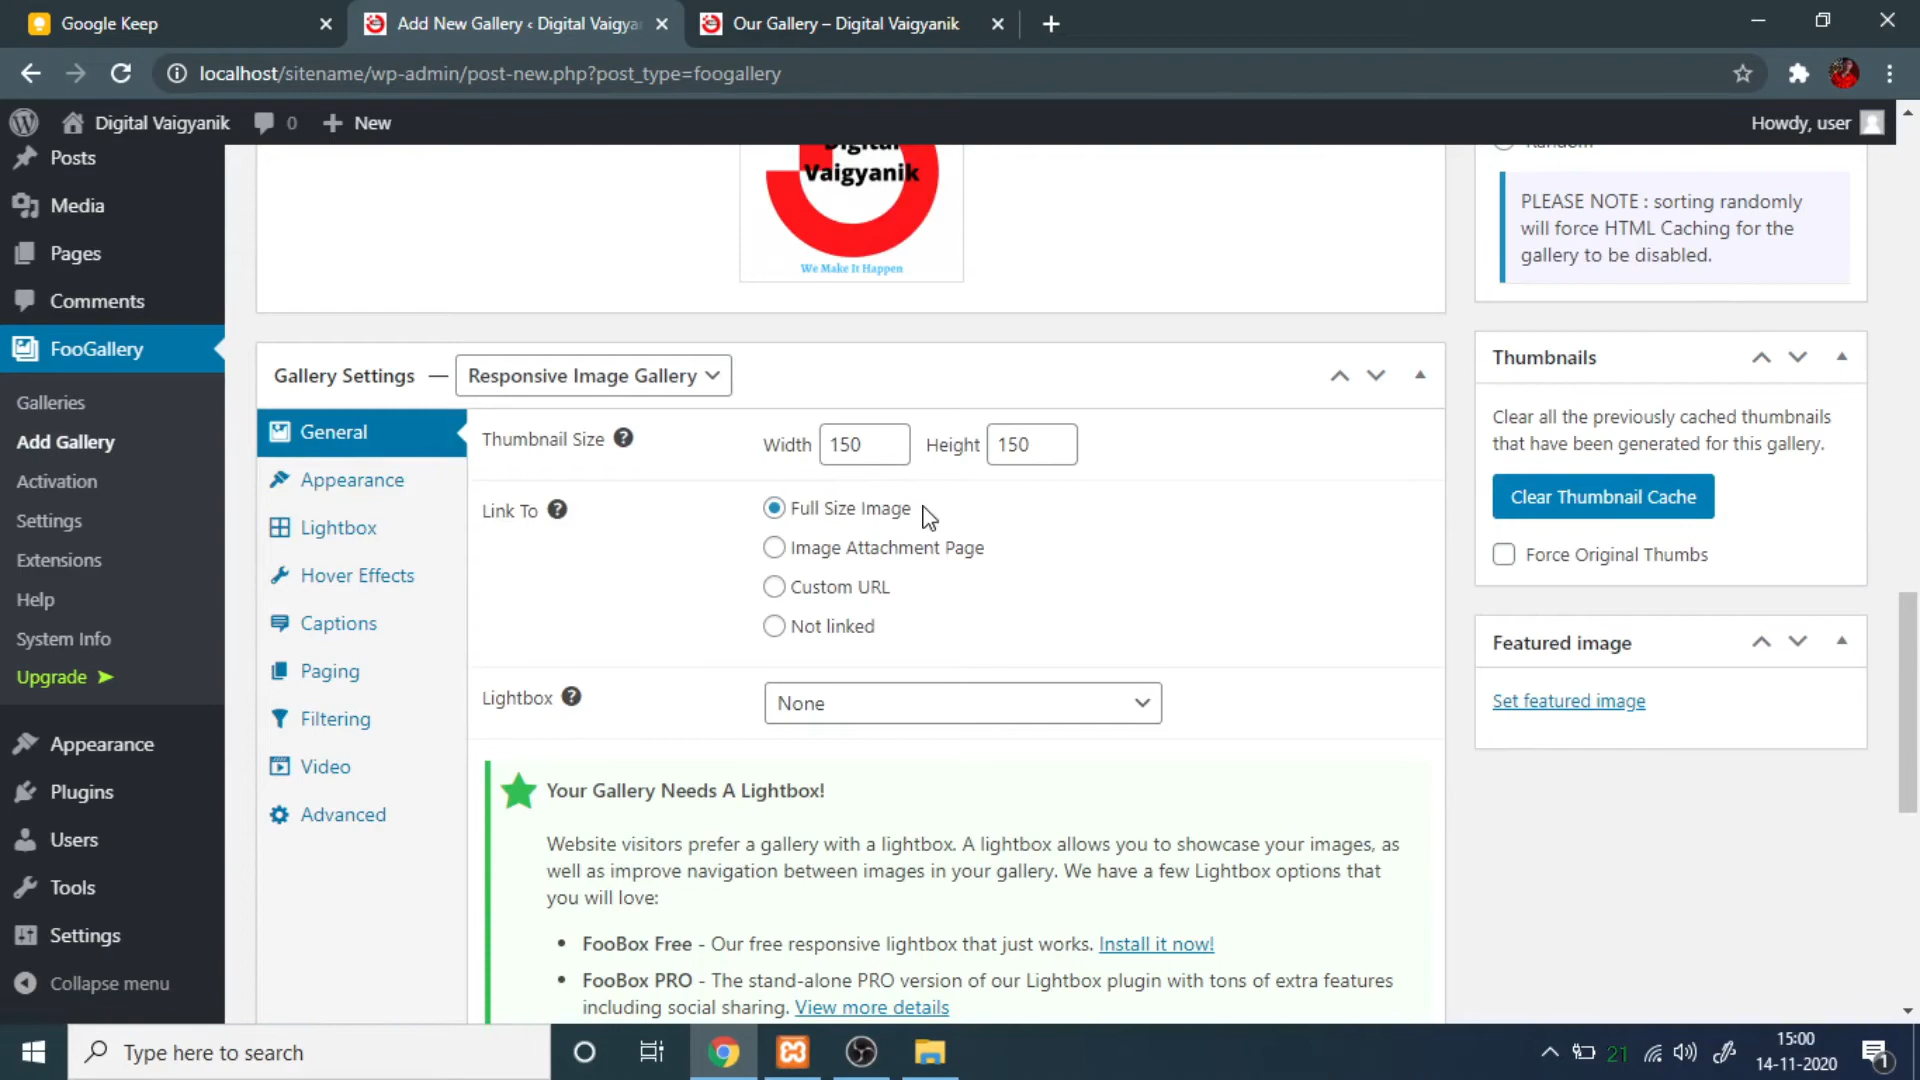 Google Keep
Add New Gallery ‹ Digital Vaigya
Our Gallery – Digital Vaigyanik
localhost/sitename/wp-admin/post-new.php?post_type=foogallery
Digital Vaigyanik
0
New
Howdy, user
Posts
Media
Pages
Comments
FooGallery
Galleries
Add Gallery
Activation
Settings
Extensions
Help
System Info
Upgrade ➤
Appearance
Plugins
Users
Tools
Settings
Collapse menu
Digital
Vaigyanik
We Make It Happen
Gallery Settings — Responsive Image Gallery
General
Appearance
Lightbox
Hover Effects
Captions
Paging
Filtering
Video
Advanced
Thumbnail Size
Width 150 Height 150
Link To
Full Size Image
Image Attachment Page
Custom URL
Not linked
Lightbox
None
Your Gallery Needs A Lightbox!
Website visitors prefer a gallery with a lightbox. A lightbox allows you to showcase your images, as
well as improve navigation between images in your gallery. We have a few Lightbox options that
you will love:
• FooBox Free - Our free responsive lightbox that just works. Install it now!
• FooBox PRO - The stand-alone PRO version of our Lightbox plugin with tons of extra features
including social sharing. View more details
Random
PLEASE NOTE : sorting randomly
will force HTML Caching for the
gallery to be disabled.
Thumbnails
Clear all the previously cached thumbnails
that have been generated for this gallery.
Clear Thumbnail Cache
Force Original Thumbs
Featured image
Set featured image
Type here to search
21
15:00
14-11-2020
1